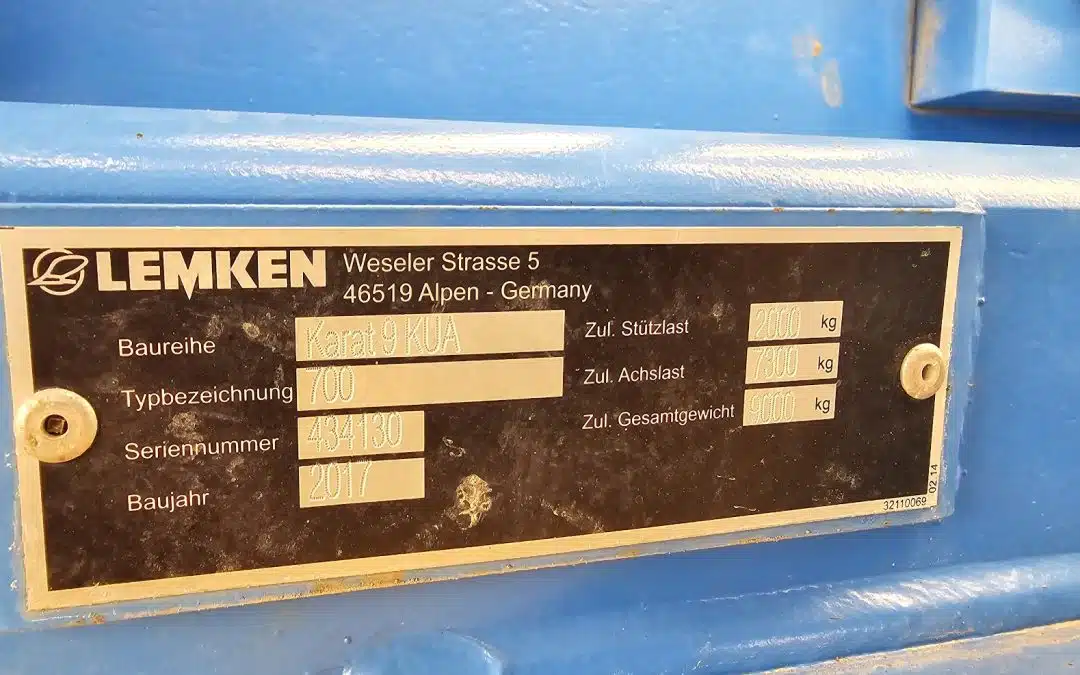 LEMKEN
Weseler Strasse 5
46519 Alpen - Germany
Baureihe Karat 9 KUA
Typbezeichnung 700
Seriennummer 434130
Baujahr 2017
Zul. Stützlast 2000 kg
Zul. Achslast 7300 kg
Zul. Gesamtgewicht 9000 kg
32110069
02 14